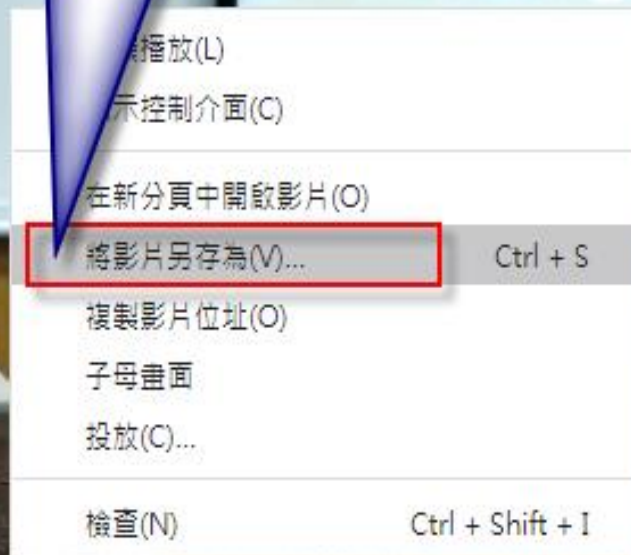 播放(L)
示控制介面(C)
在新分頁中開啟影片(O)
將影片另存為(V)... Ctrl + S
複製影片位址(O)
子母畫面
投放(C)...
檢查(N) Ctrl + Shift + I